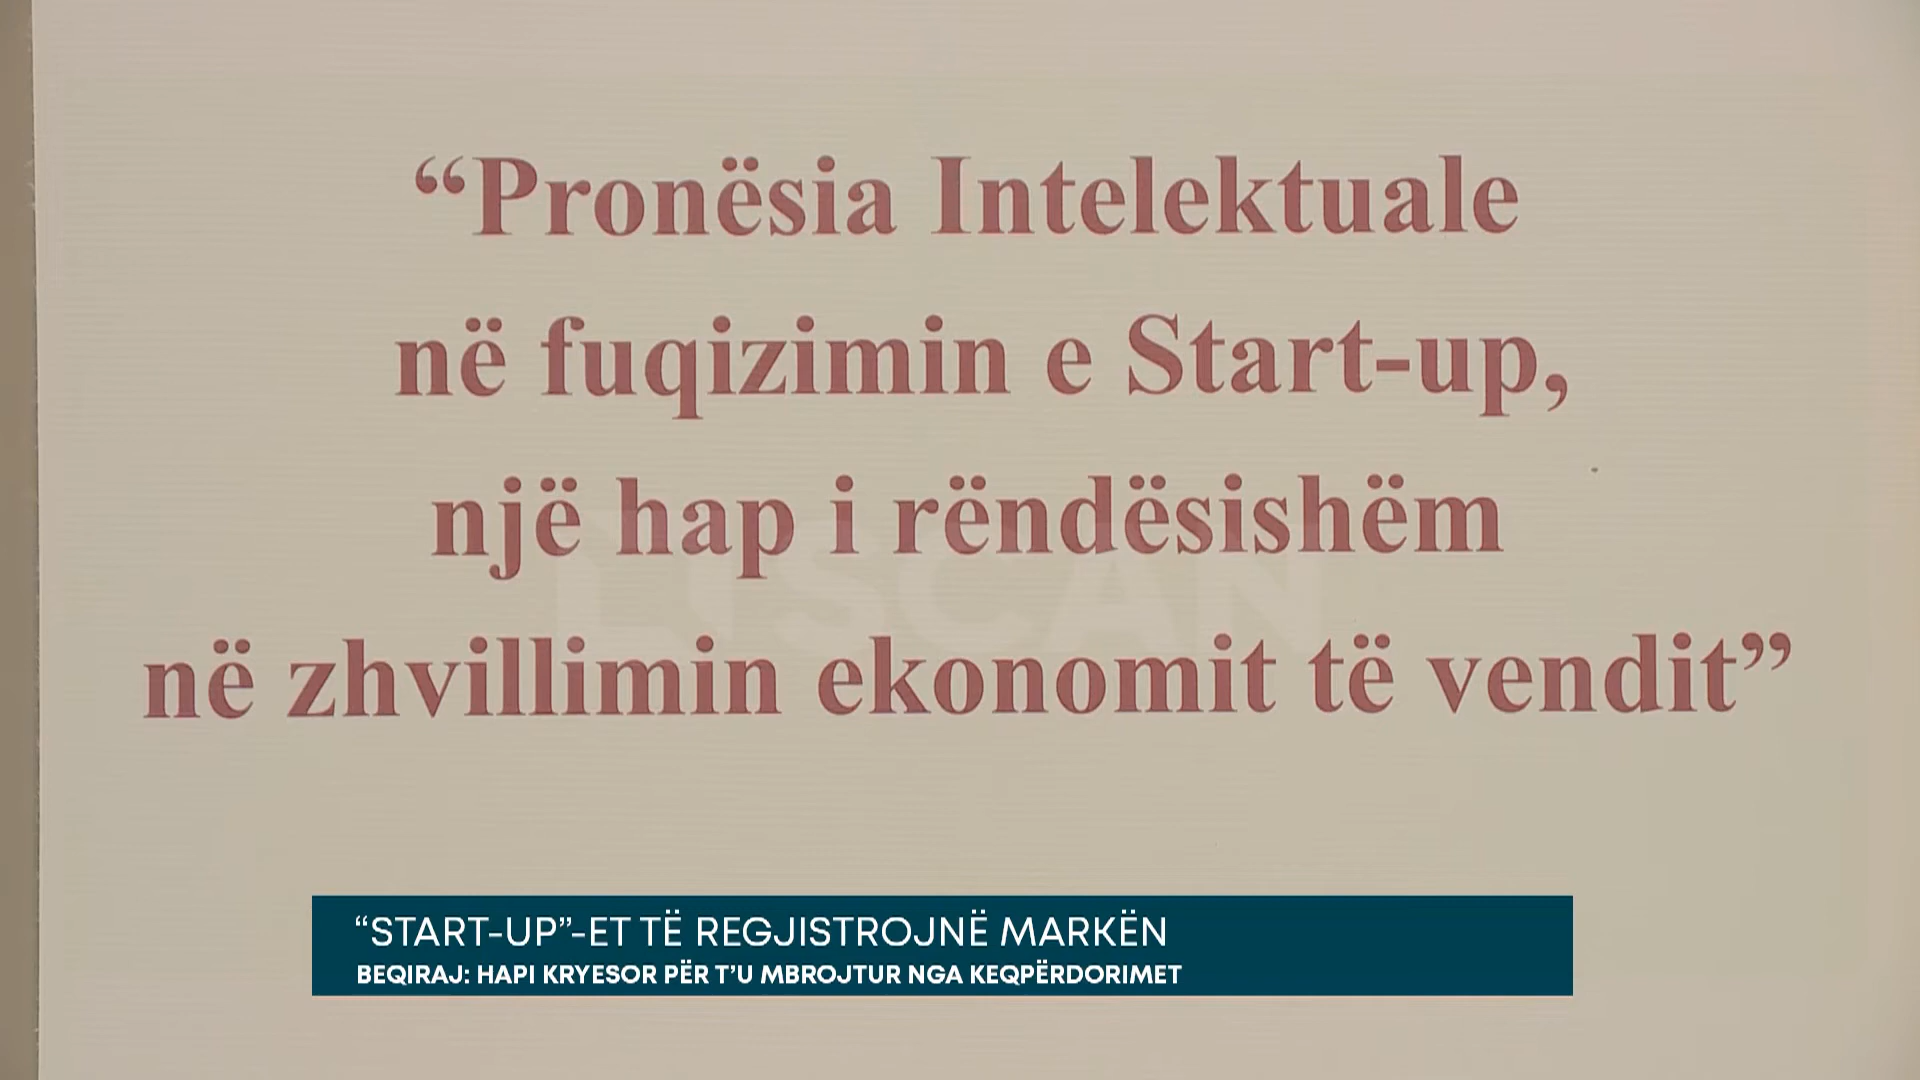 “Pronësia Intelektuale
në fuqizimin e Start-up,
një hap i rëndësishëm
në zhvillimin ekonomit të vendit”
LISCAN
“START-UP”-ET TË REGJISTROJNË MARKËN
BEQIRAJ: HAPI KRYESOR PËR T’U MBROJTUR NGA KEQPËRDORIMET